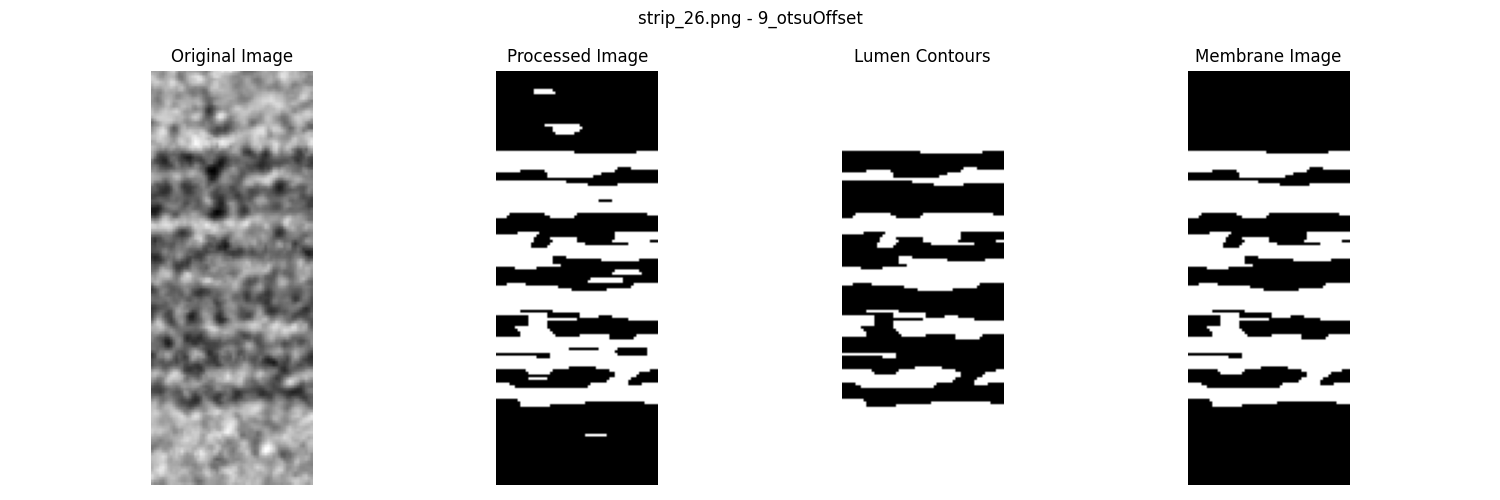 strip_26.png - 9_otsuOffset
Original Image
Processed Image
Lumen Contours
Membrane Image